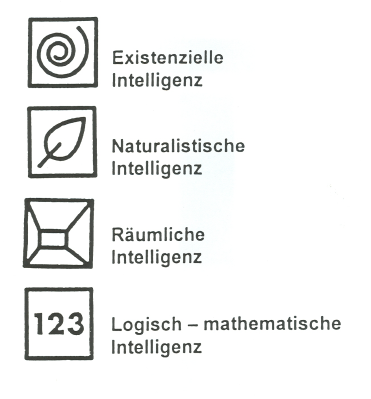 Existenzielle
Intelligenz
Naturalistische
Intelligenz
Räumliche
Intelligenz
123
Logisch – mathematische
Intelligenz